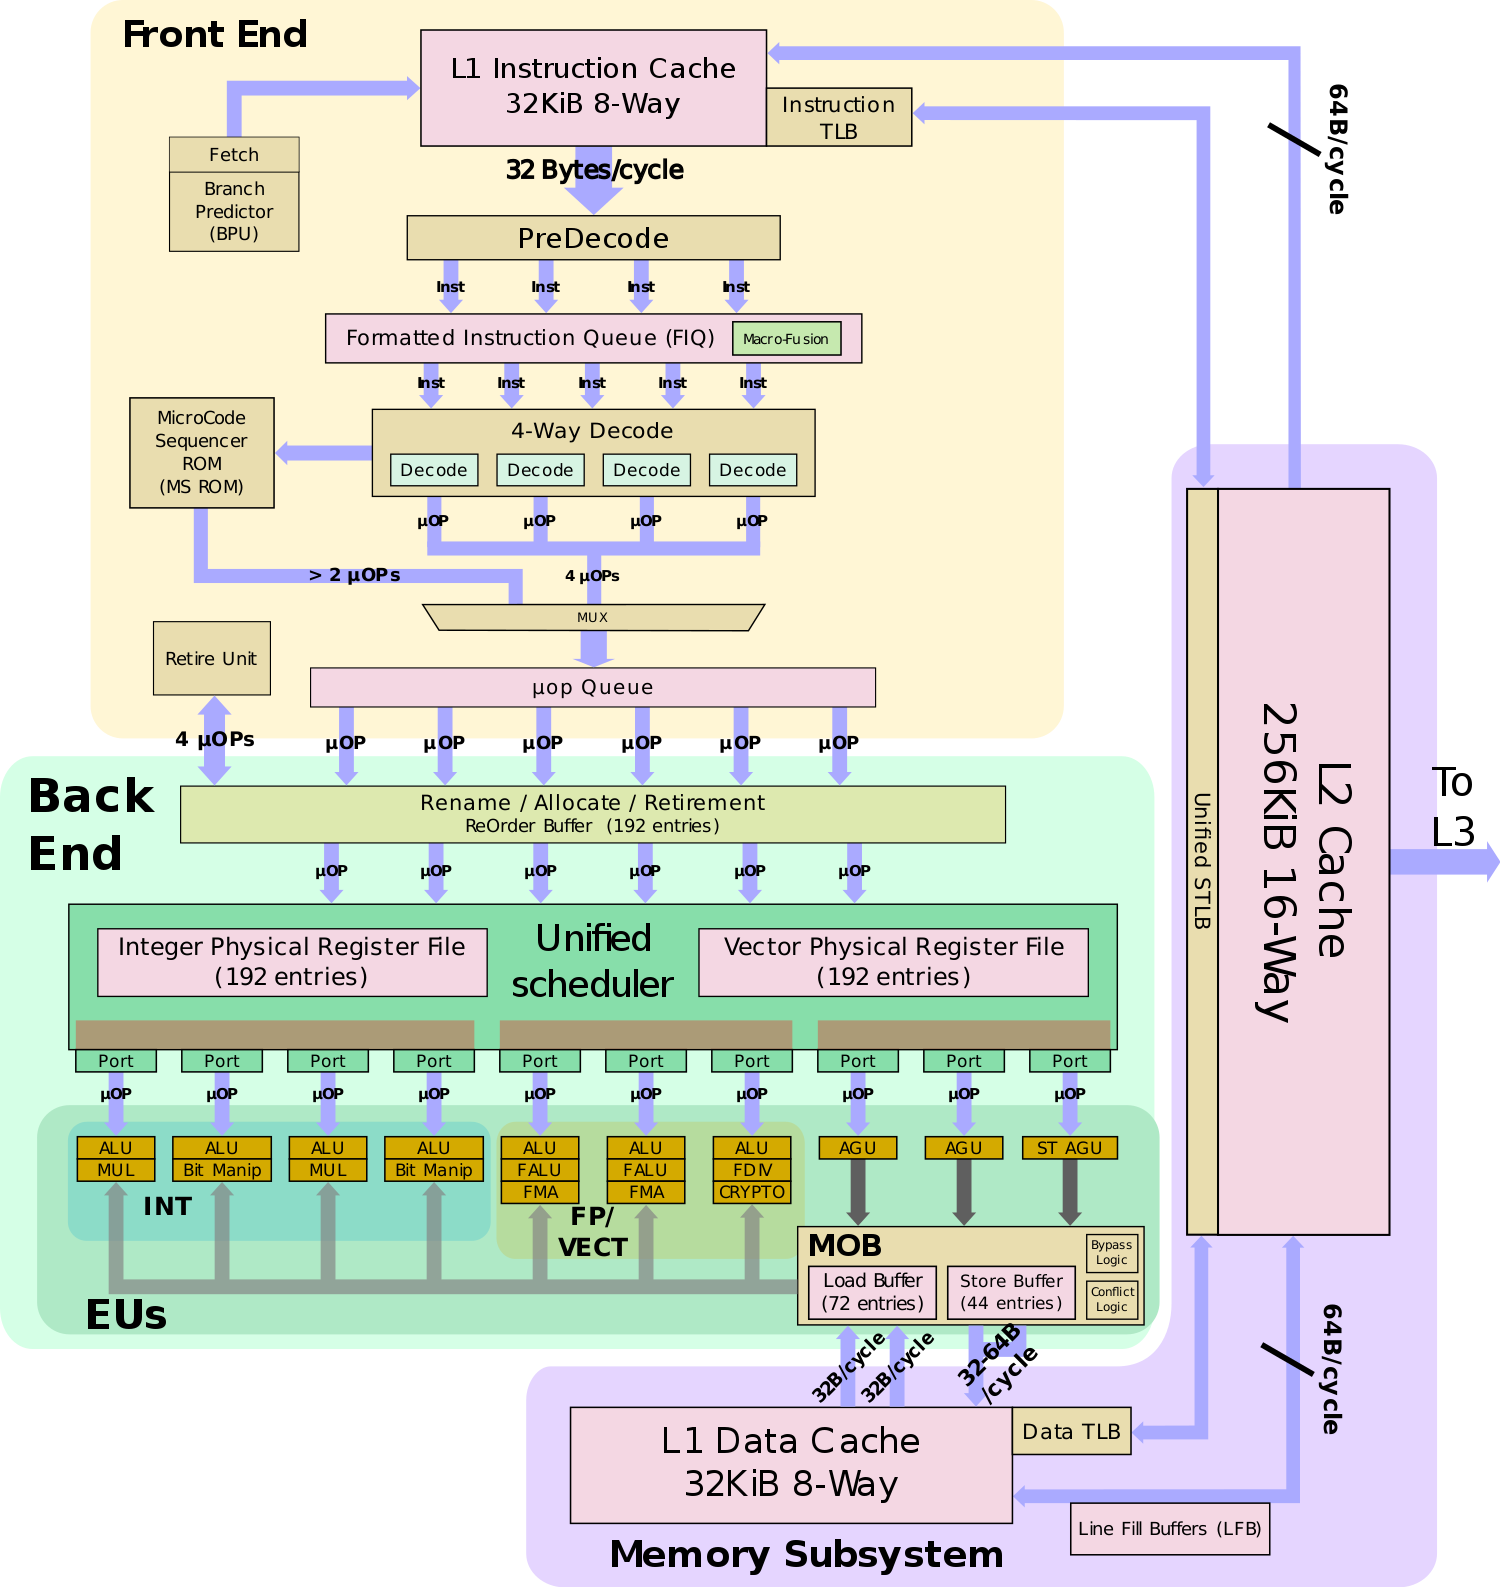 Front End
L1 Instruction Cache
32KiB 8-Way
Instruction
TLB
64B/cycle
Fetch
Branch
Predictor
(BPU)
32 Bytes/cycle
PreDecode
Inst Inst Inst Inst
Formatted Instruction Queue (FIQ)
Macro-Fusion
Inst Inst Inst Inst Inst
MicroCode
Sequencer
ROM
(MS ROM)
4-Way Decode
Decode Decode Decode Decode
µOP µOP µOP µOP
> 2 µOPs
4 µOPs
MUX
Retire Unit
µop Queue
4 µOPs
µOP µOP µOP µOP µOP µOP
Back
End
Rename / Allocate / Retirement
ReOrder Buffer (192 entries)
µOP µOP µOP µOP µOP µOP
Integer Physical Register File
(192 entries)
Unified
scheduler
Vector Physical Register File
(192 entries)
Port Port Port Port Port Port Port Port Port Port
µOP µOP µOP µOP µOP µOP µOP µOP µOP µOP
ALU
MUL
ALU
Bit Manip
ALU
MUL
ALU
Bit Manip
INT
ALU
FALU
FMA
ALU
FALU
FMA
ALU
FDIV
CRYPTO
FP/
VECT
AGU
AGU
ST AGU
EUs
MOB
Load Buffer
(72 entries)
Store Buffer
(44 entries)
Bypass
Logic
Conflict
Logic
32B/cycle
32B/cycle
32-64B
/cycle
Unified STLB
L2 Cache
256KiB 16-Way
To
L3
64B/cycle
L1 Data Cache
32KiB 8-Way
Data TLB
Line Fill Buffers (LFB)
Memory Subsystem